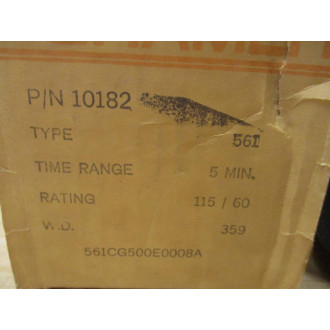 P/N 10182
TYPE 561
TIME RANGE 5 MIN.
RATING 115 / 60
W.D. 359
561CG500E0008A